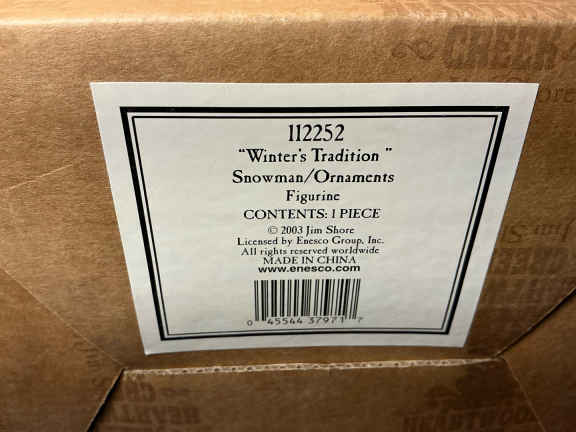 CREEK
112252
"Winter's Tradition"
Snowman/Ornaments
Figurine
CONTENTS: 1 PIECE
© 2003 Jim Shore
Licensed by Enesco Group, Inc.
All rights reserved worldwide
MADE IN CHINA
www.enesco.com
0 45544 37971 7